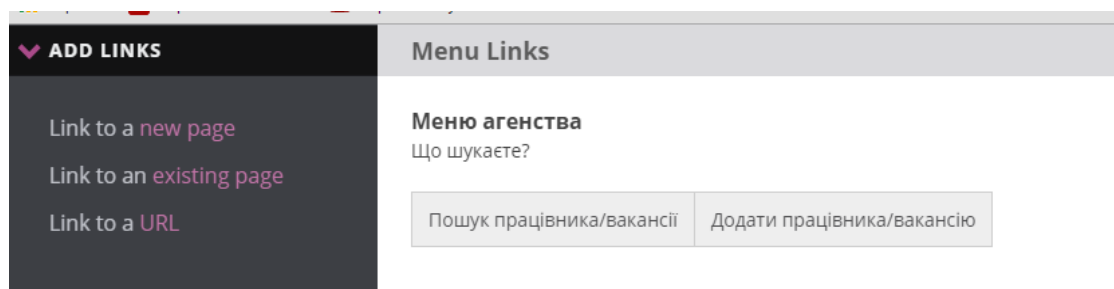 ADD LINKS
Menu Links
Link to a new page
Link to an existing page
Link to a URL
Меню агенства
Що шукаєте?
Пошук працівника/вакансії
Додати працівника/вакансію